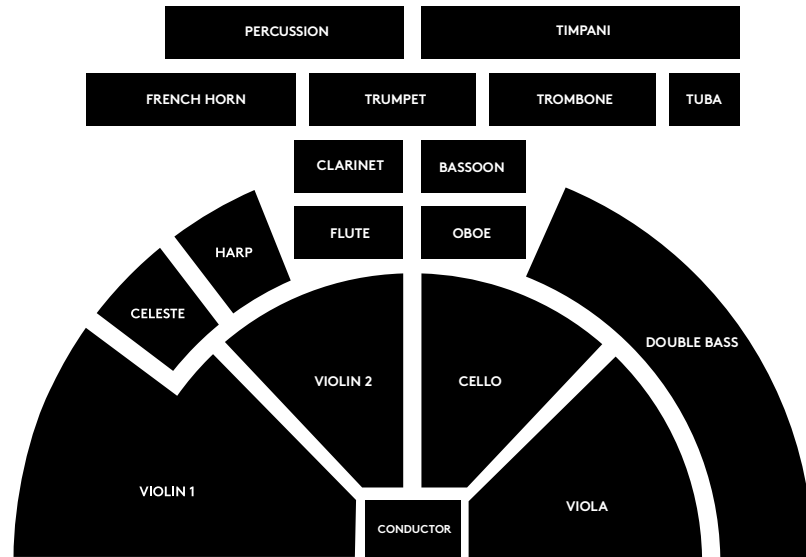 PERCUSSION
TIMPANI
FRENCH HORN
TRUMPET
TROMBONE
TUBA
CLARINET
BASSOON
FLUTE
OBOE
HARP
CELESTE
DOUBLE BASS
VIOLIN 2
CELLO
VIOLIN 1
VIOLA
CONDUCTOR